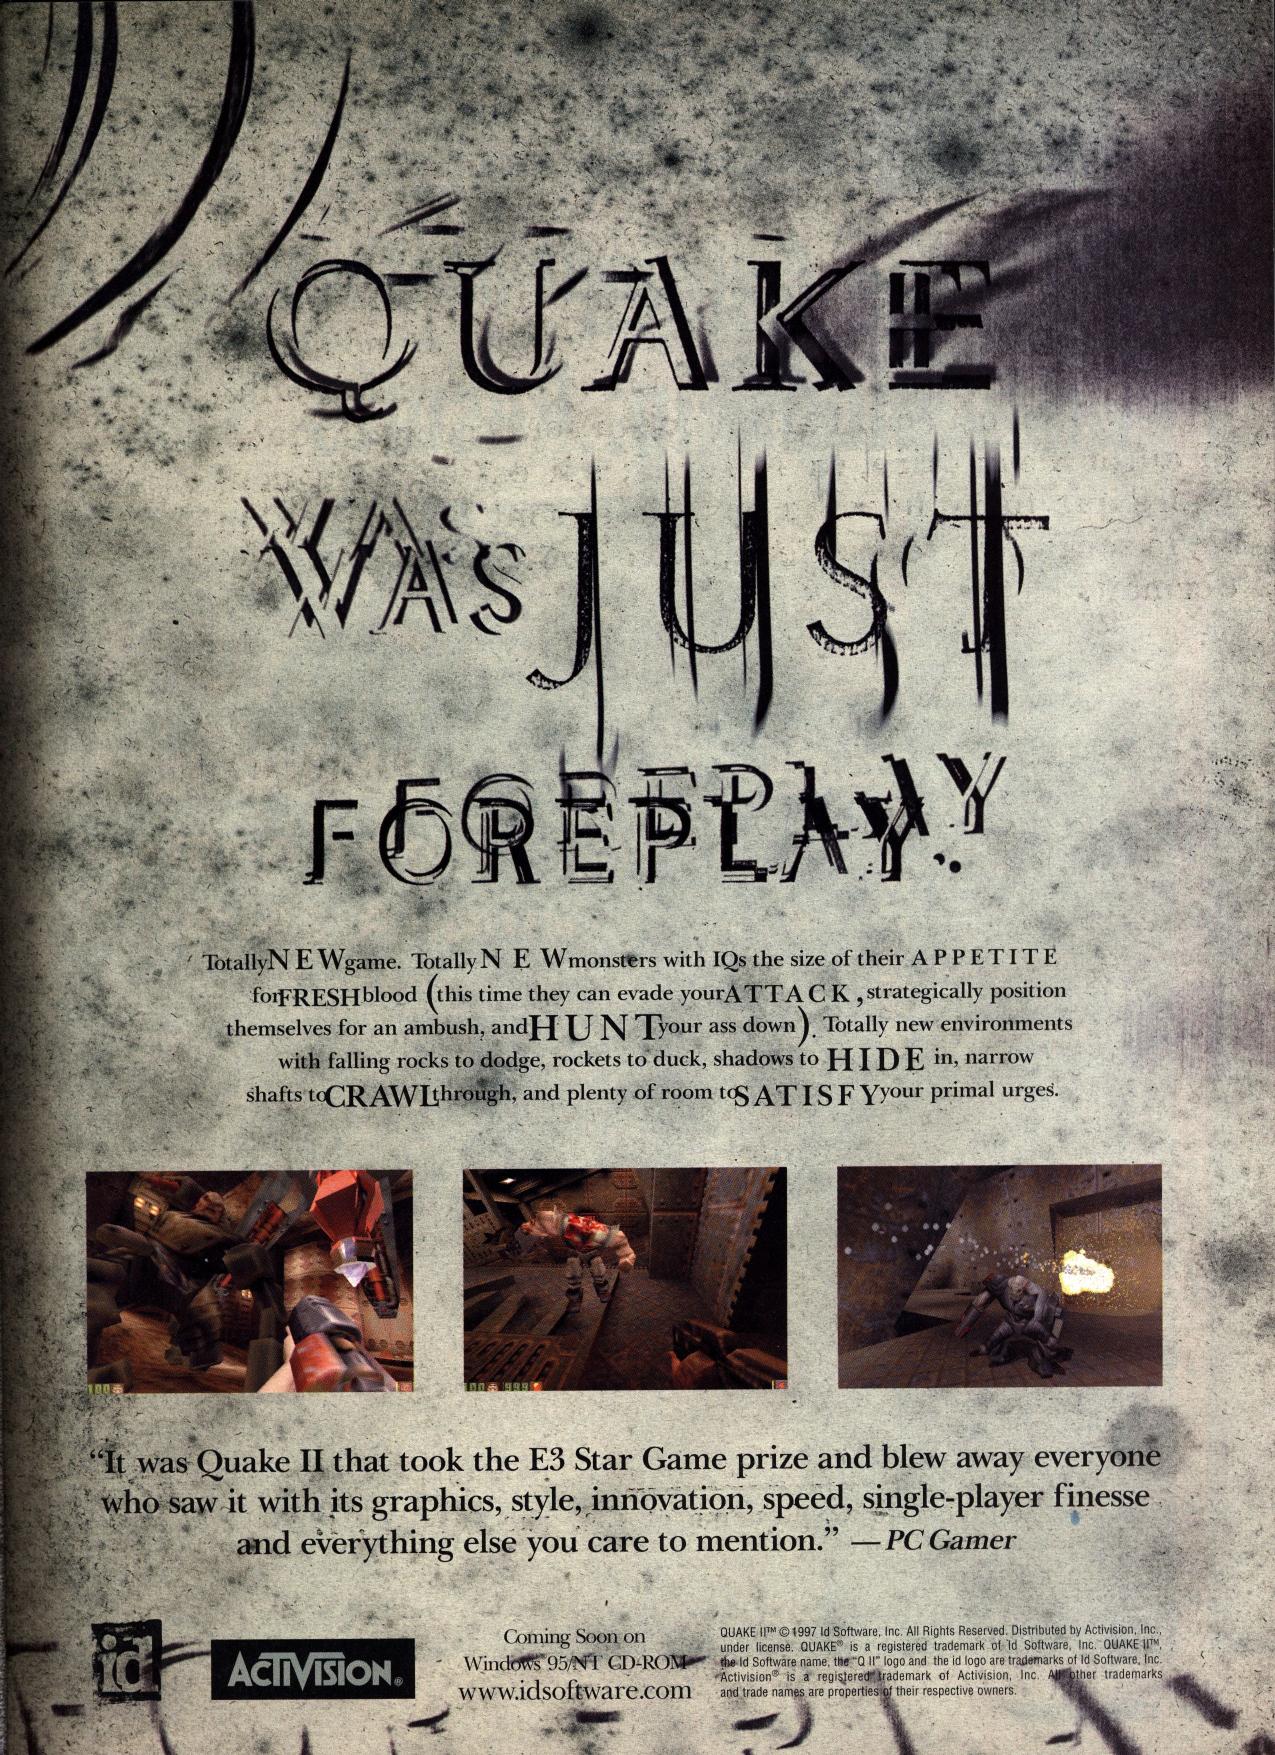 QUAKE
WAS JUST
FOREPLAY.
Totally NEW game. Totally NEW monsters with IQs the size of their APPETITE
for FRESH blood (this time they can evade your ATTACK, strategically position
themselves for an ambush, and HUNT your ass down). Totally new environments
with falling rocks to dodge, rockets to duck, shadows to HIDE in, narrow
shafts to CRAWL through, and plenty of room to SATISFY your primal urges.
“It was Quake II that took the E3 Star Game prize and blew away everyone
who saw it with its graphics, style, innovation, speed, single-player finesse
and everything else you care to mention.” — PC Gamer
id
ACTIVISION®
Coming Soon on
Windows 95/NT CD-ROM
www.idsoftware.com
QUAKE II™ © 1997 Id Software, Inc. All Rights Reserved. Distributed by Activision, Inc.,
under license. QUAKE® is a registered trademark of Id Software, Inc. QUAKE II™,
the Id Software name, the "Q II" logo and the id logo are trademarks of Id Software, Inc.
Activision® is a registered trademark of Activision, Inc. All other trademarks
and trade names are properties of their respective owners.